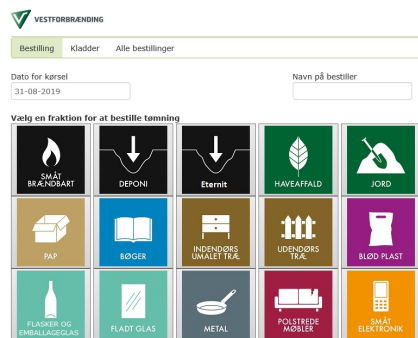 VESTFORBRÆNDING
Bestilling Kladder Alle bestillinger
Dato for kørsel Navn på bestiller
31-08-2019
Vælg en fraktion for at bestille tømning
SMÅT BRÆNDBART
DEPONI
Eternit
HAVEAFFALD
JORD
PAP
BØGER
INDENDØRS UMALET TRÆ
UDENDØRS TRÆ
BLØD PLAST
FLASKER OG EMBALLAGEGLAS
FLADT GLAS
METAL
POLSTREDE MØBLER
SMÅT ELEKTRONIK